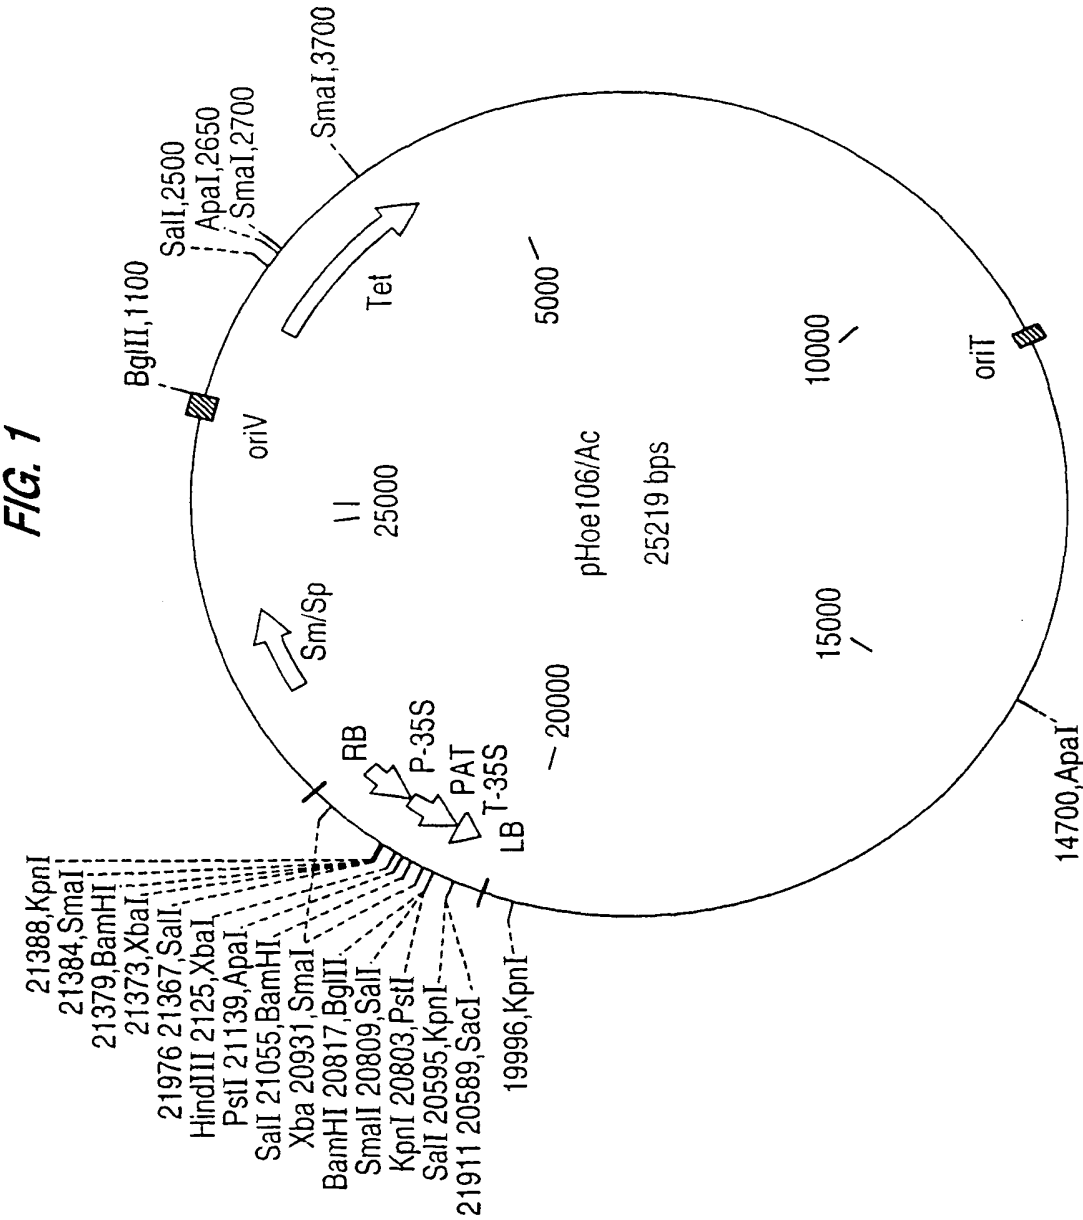 FIG. 1
21388,KpnI
21384,SmaI
21379,BamHI
21373,XbaI
21976 21367,SalI
HindIII 2125,XbaI
PstI 21139,ApaI
SalI 21055,BamHI
Xba 20931,SmaI
BamHI 20817,BglII
SmaII 20809,SalI
KpnI 20803,PstI
SalI 20595,KpnI
21911 20589,SacI
19996,KpnI
14700,ApaI
BglII,1100
SalI,2500
ApaI,2650
SmaI,2700
SmaI,3700
oriV
Tet
Sm/Sp
RB
P-35S
PAT
T-35S
LB
25000
5000
10000
15000
20000
oriT
pHoe106/Ac
25219 bps